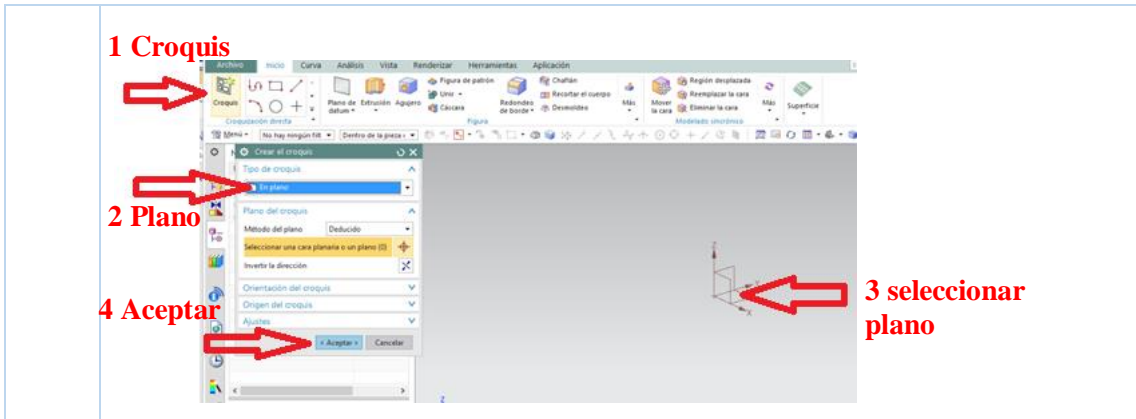 1 Croquis
Archivo Inicio Curva Análisis Vista Renderizar Herramientas Aplicación
Croquis
Plano de datum
Extrusión
Agujero
Figura de patrón
Unir
Cáscara
Redondeo de borde
Chaflán
Recortar el cuerpo
Desmoldeo
Más
Mover la cara
Región desplazada
Reemplazar la cara
Eliminar la cara
Más
Superficie
Croquización directa
Figura
Modelado sincrónico
Menú
No hay ningún filt
Dentro de la pieza
Crear el croquis
Tipo de croquis
En plano
2 Plano
Plano del croquis
Método del plano Deducido
Seleccionar una cara planaria o un plano (0)
Invertir la dirección
Orientación del croquis
Origen del croquis
Ajustes
4 Aceptar
< Aceptar > Cancelar
3 seleccionar
plano
Z
Y
X
Z